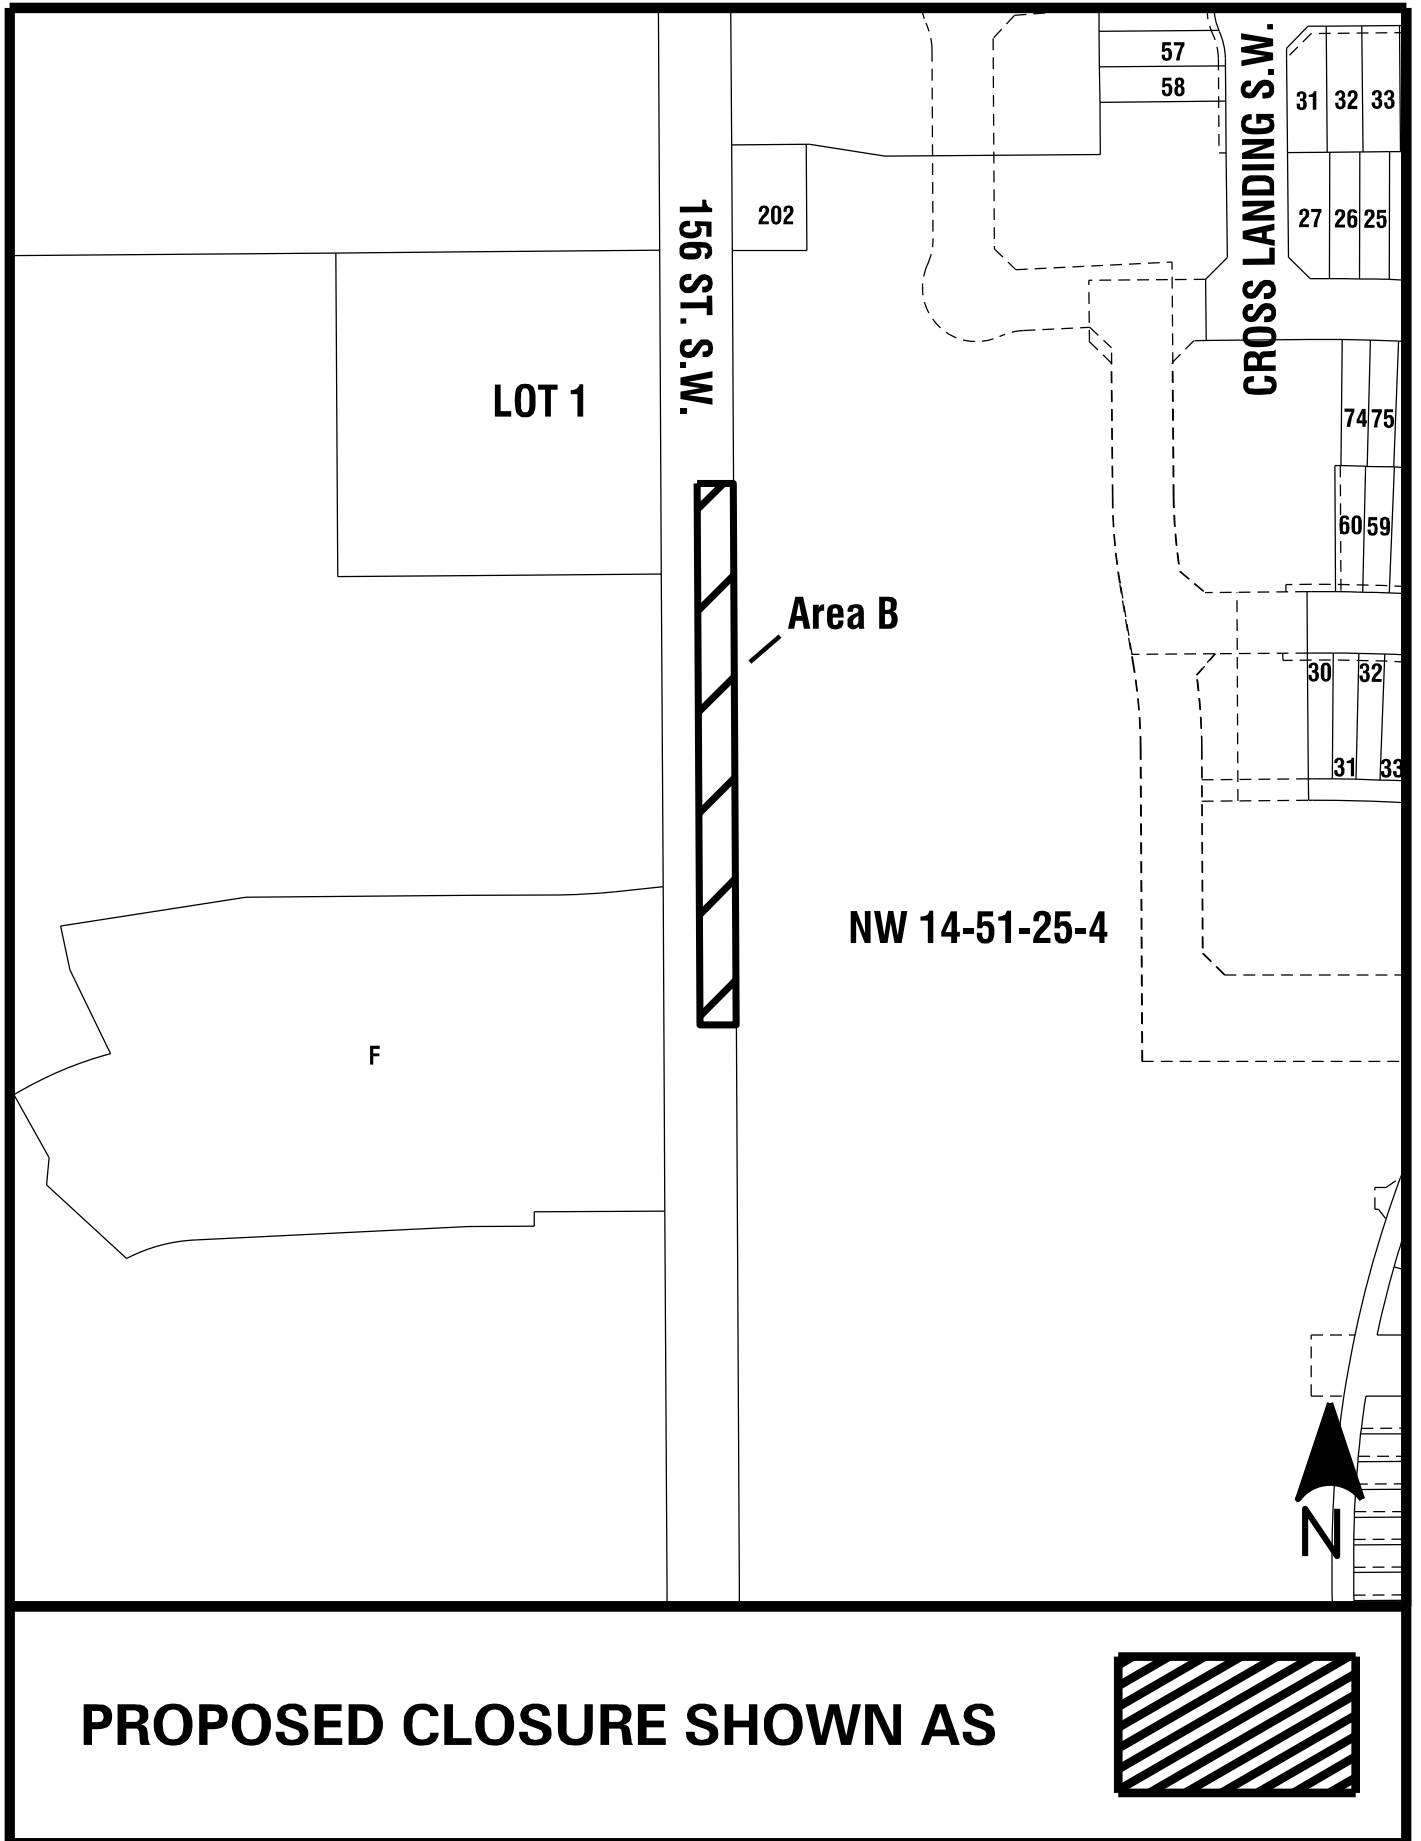 57
58
CROSS LANDING S.W.
31 32 33
156 ST. S.W.
202
27 26 25
LOT 1
74 75
60 59
Area B
30 32
31 33
NW 14-51-25-4
F
N
PROPOSED CLOSURE SHOWN AS